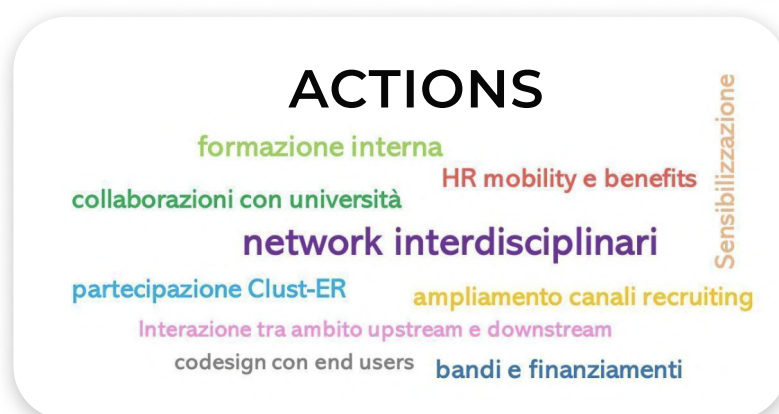 ACTIONS
Sensibilizzazione
formazione interna
HR mobility e benefits
collaborazioni con università
network interdisciplinari
partecipazione Clust-ER
ampliamento canali recruiting
Interazione tra ambito upstream e downstream
codesign con end users
bandi e finanziamenti